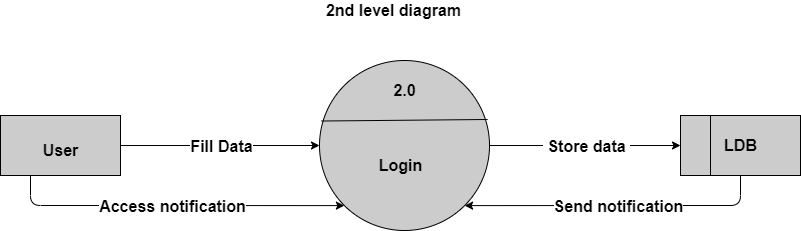 2nd level diagram
2.0
User
Fill Data
Login
Store data
LDB
Access notification
Send notification